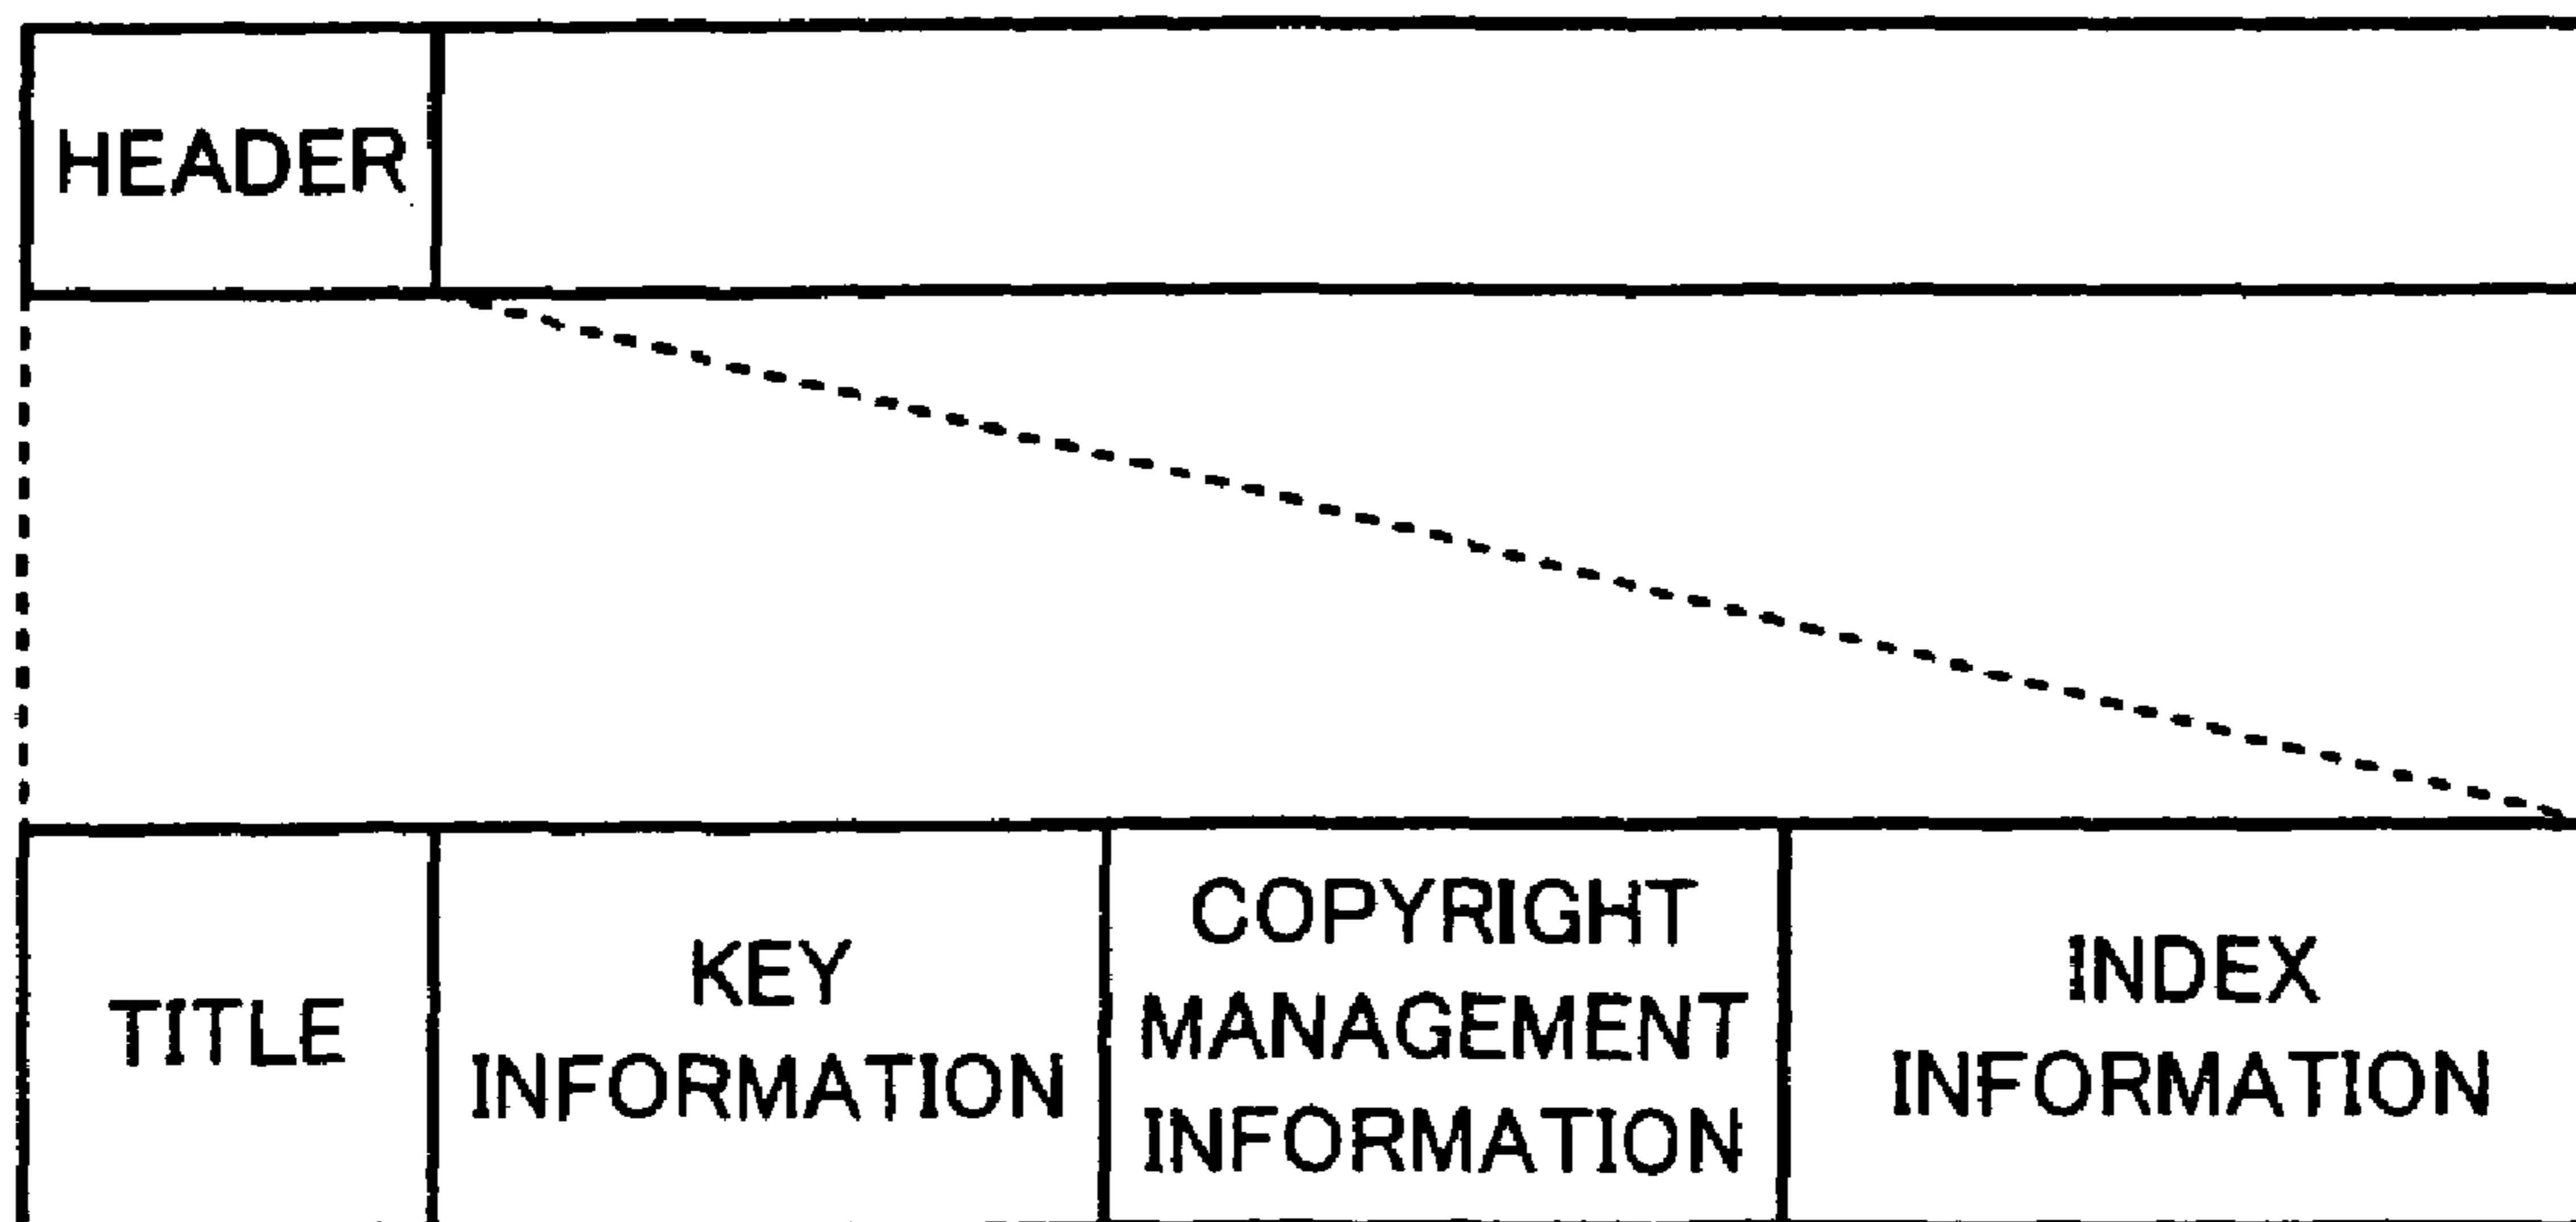 HEADER
TITLE
KEY
INFORMATION
COPYRIGHT
MANAGEMENT
INFORMATION
INDEX
INFORMATION